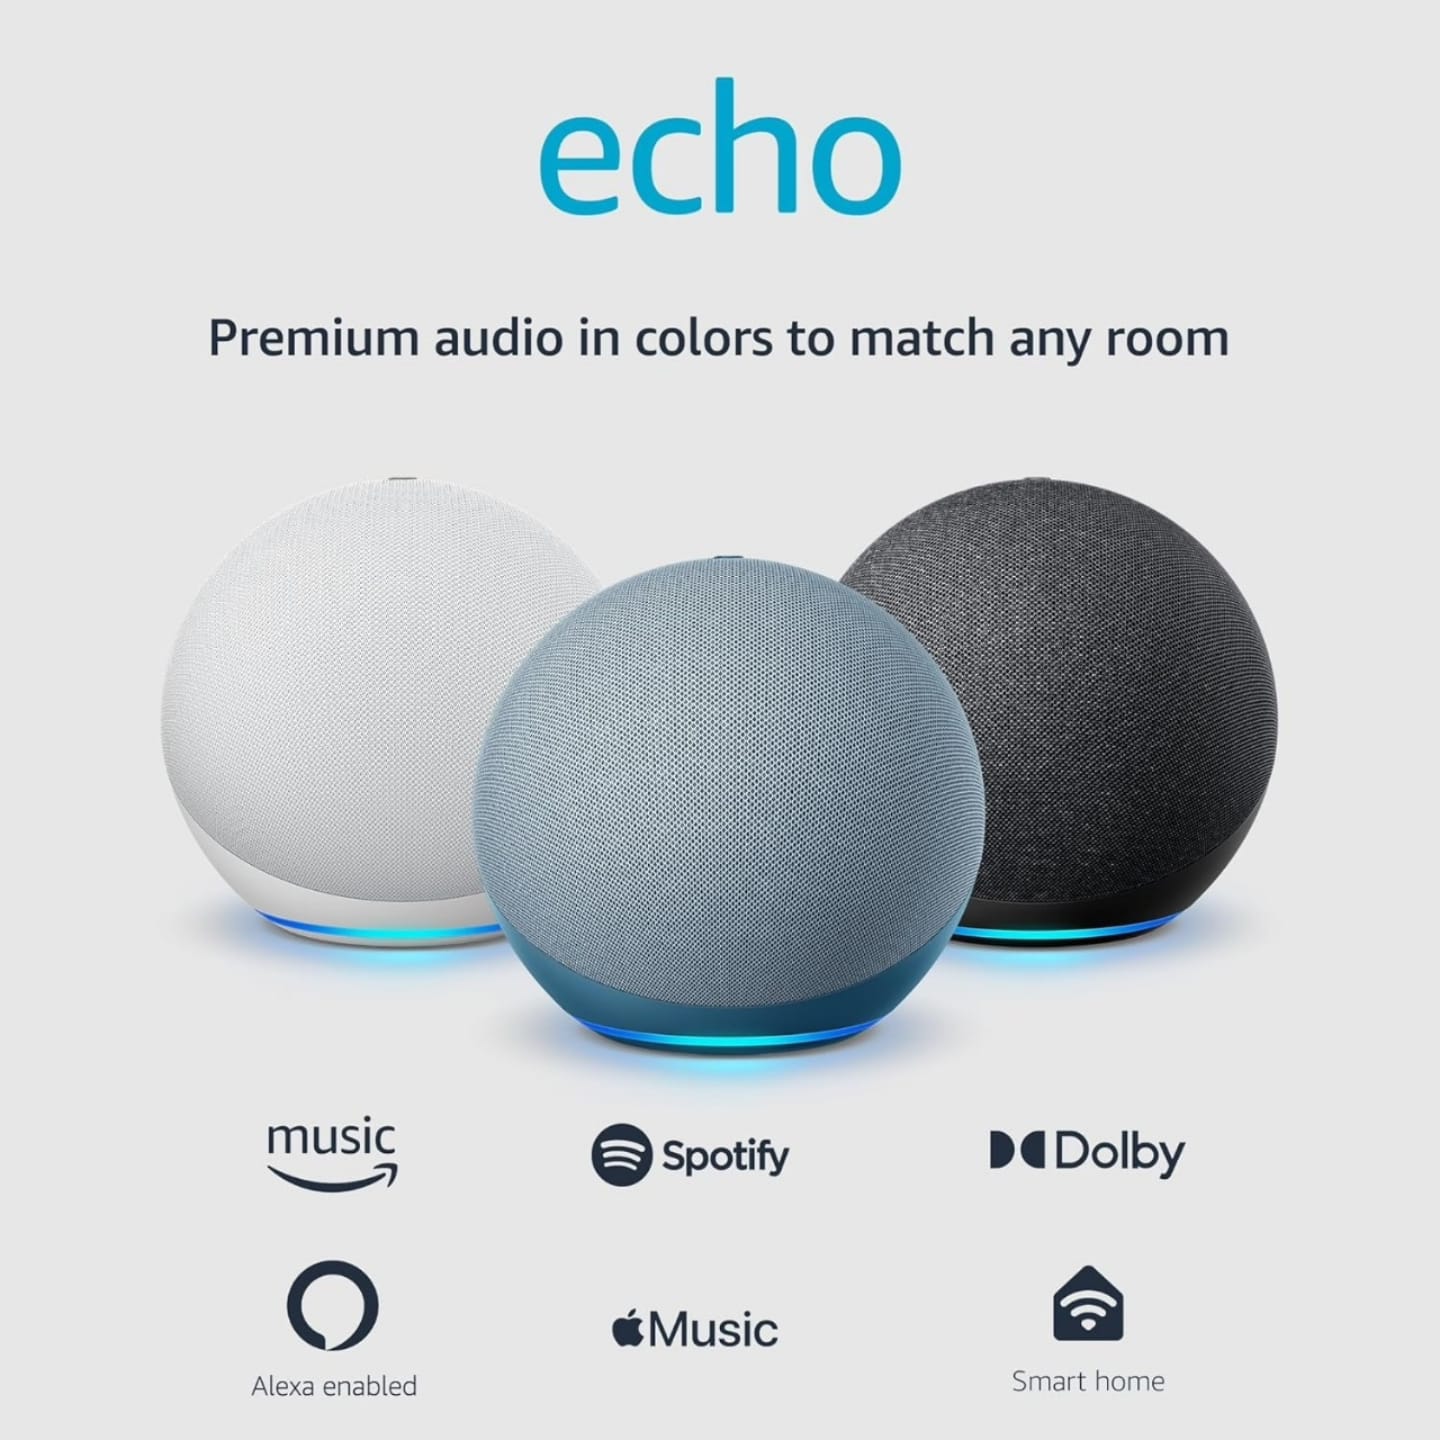 echo
Premium audio in colors to match any room
music
Spotify
Dolby
Alexa enabled
Music
Smart home